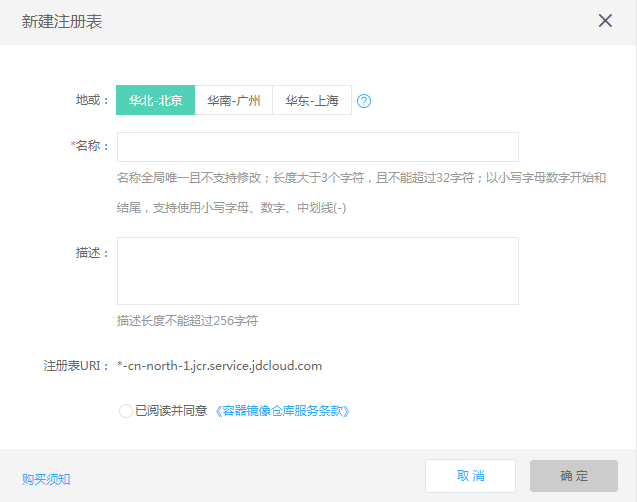 新建注册表
地或： 华北-北京 华南-广州 华东-上海 ?
*名称：
名称全局唯一且不支持修改；长度大于3个字符，且不能超过32字符；以小写字母数字开始和
结尾，支持使用小写字母、数字、中划线(-)
描述：
描述长度不能超过256字符
注册表URI： *-cn-north-1.jcr.service.jdcloud.com
已阅读并同意 《容器镜像仓库服务条款》
购买须知 取 消 确 定